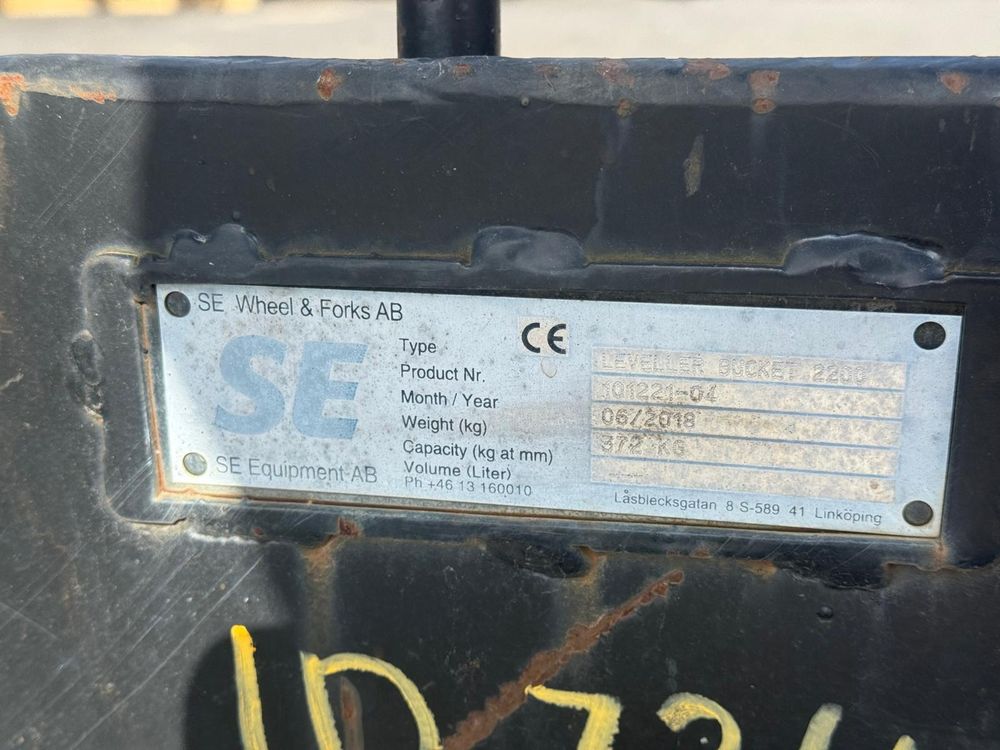 SE Wheel & Forks AB
CE
SE
Type LEVELLER BUCKET 2200
Product Nr. 101221-04
Month / Year 06/2018
Weight (kg) 372 KG
Capacity (kg at mm)
Volume (Liter)
SE Equipment AB
Ph +46 13 160010
Låsblecksgatan 8 S-589 41 Linköping